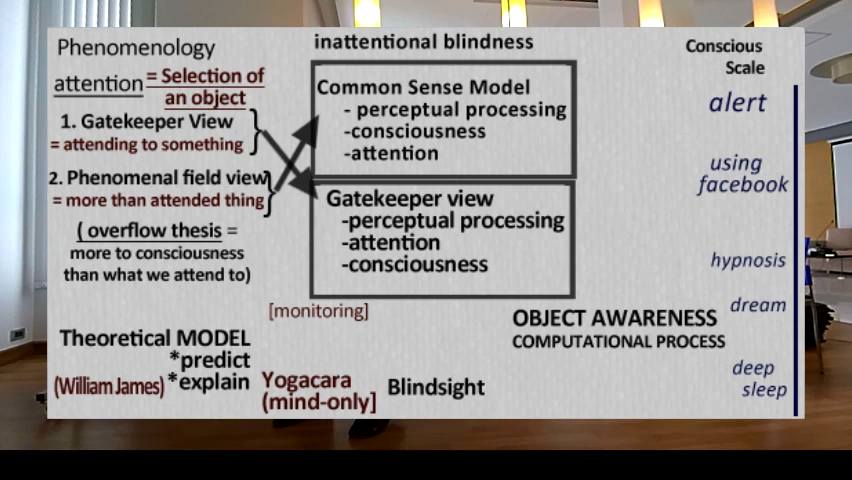 Phenomenology
attention = Selection of
an object
1. Gatekeeper View
= attending to something
2. Phenomenal field view
= more than attended thing
( overflow thesis =
more to consciousness
than what we attend to)
inattentional blindness
Common Sense Model
- perceptual processing
-consciousness
-attention
Gatekeeper view
-perceptual processing
-attention
-consciousness
[monitoring]
Theoretical MODEL
*predict
(William James) *explain
Yogacara
(mind-only]
Blindsight
OBJECT AWARENESS
COMPUTATIONAL PROCESS
Conscious
Scale
alert
using
facebook
hypnosis
dream
deep
sleep